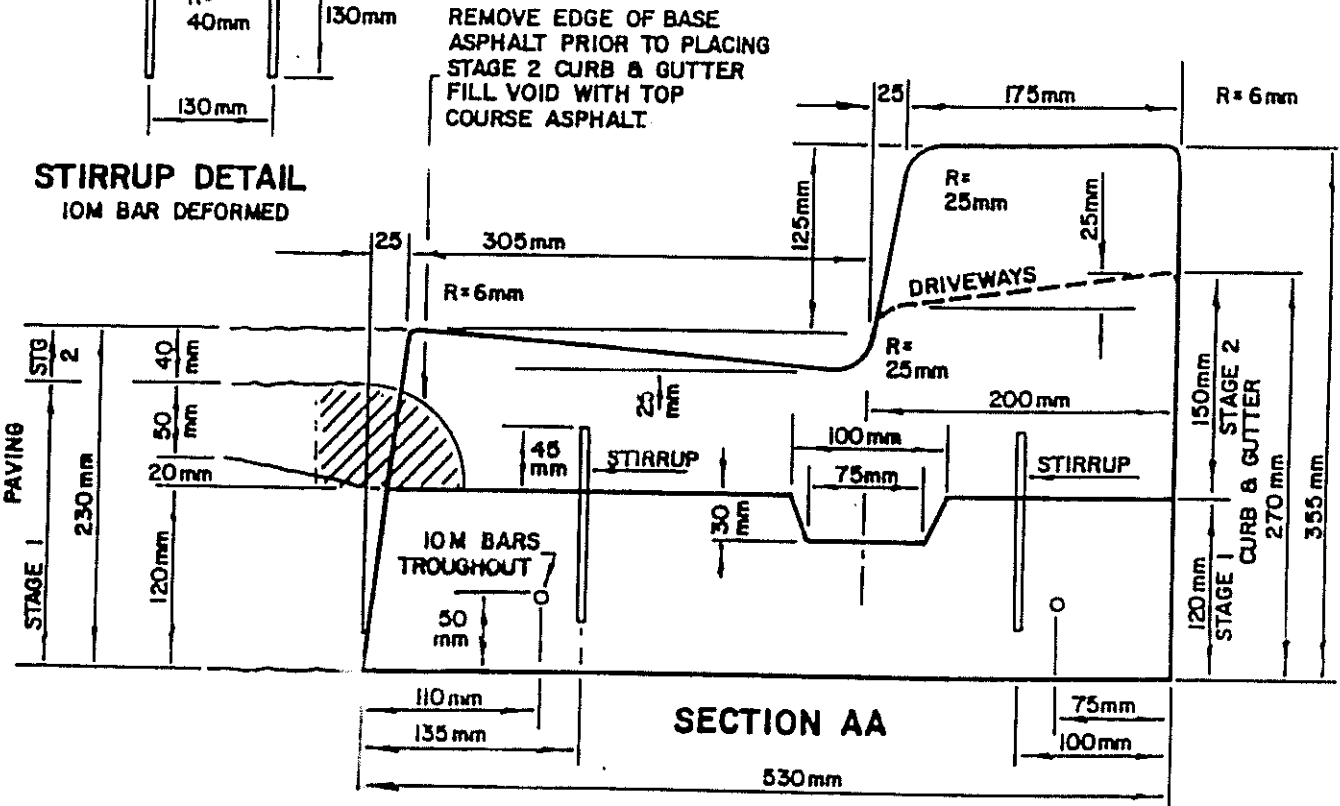 40mm
130mm
130mm
STIRRUP DETAIL
10M BAR DEFORMED
REMOVE EDGE OF BASE
ASPHALT PRIOR TO PLACING
STAGE 2 CURB & GUTTER
FILL VOID WITH TOP
COURSE ASPHALT.
25
175mm
R=6mm
R=
25mm
125mm
25mm
25
305mm
R=6mm
DRIVEWAYS
R=
25mm
STG
2
40
mm
50
mm
20mm
PAVING
STAGE 1
230mm
120mm
25
mm
200mm
100mm
75mm
45
mm
STIRRUP
STIRRUP
30
mm
10M BARS
TROUGHOUT
50
mm
150mm
STAGE 2
CURB & GUTTER
270mm
355mm
120mm
STAGE 1
110mm
135mm
SECTION AA
75mm
100mm
530mm